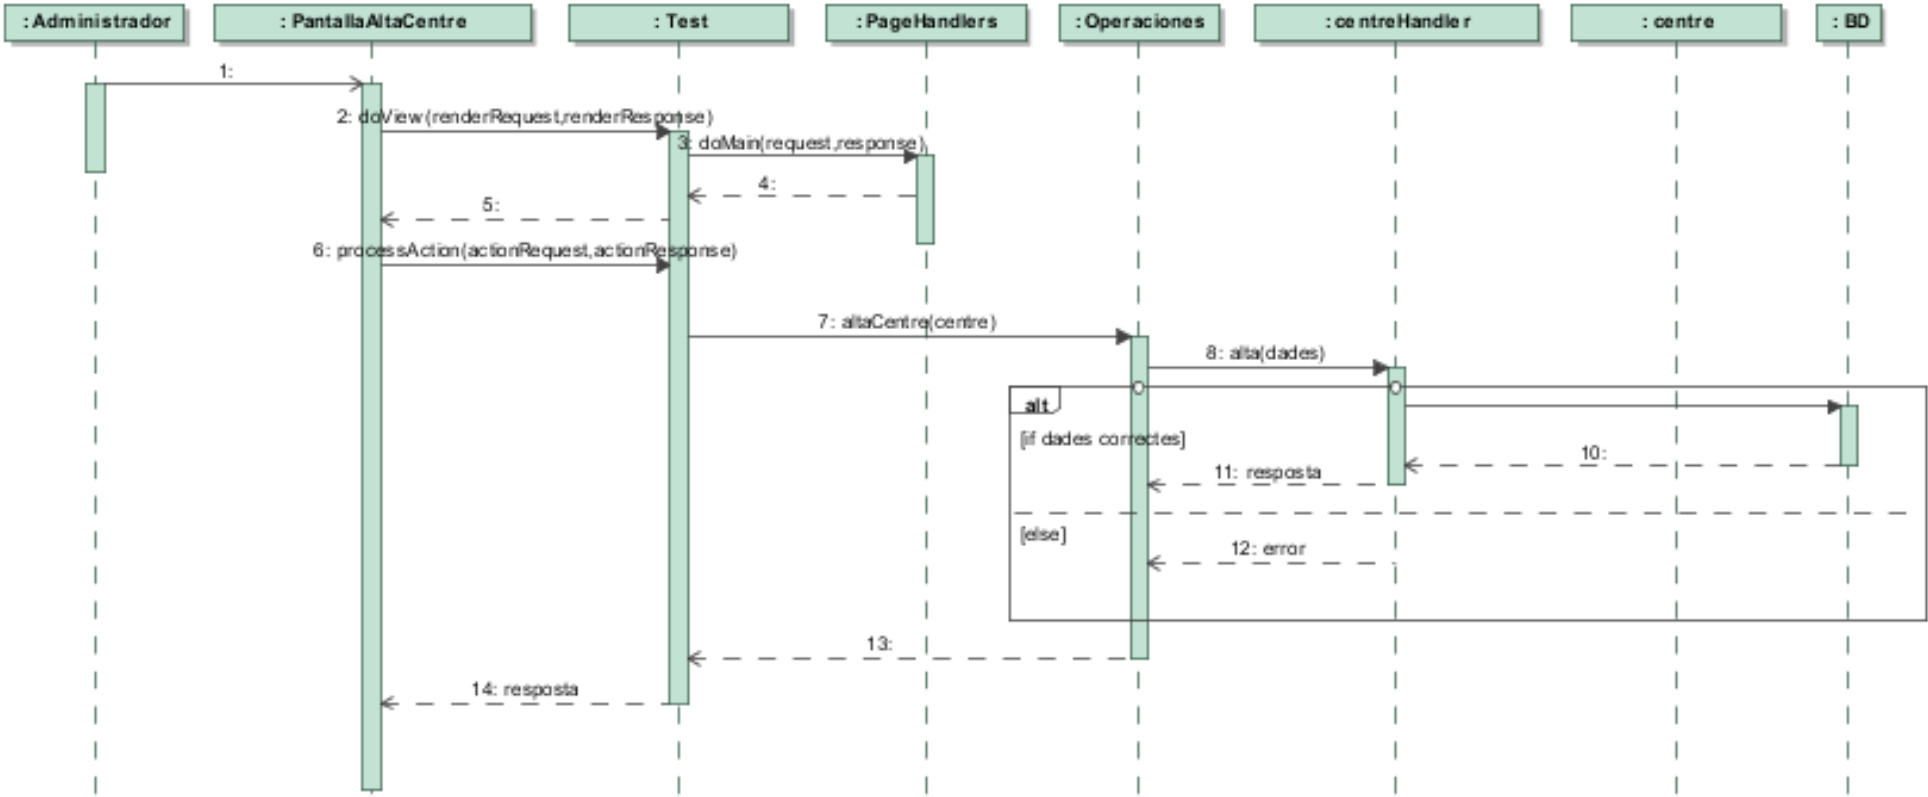 : Administrador
: PantallaAltaCentre
: Test
: PageHandlers
: Operaciones
: centreHandler
: centre
: BD
1:
2: doView(renderRequest,renderResponse)
3: doMain(request,response)
4:
5:
6: processAction(actionRequest,actionResponse)
7: altaCentre(centre)
8: alta(dades)
alt
[if dades correctes]
10:
11: resposta
[else]
12: error
13:
14: resposta